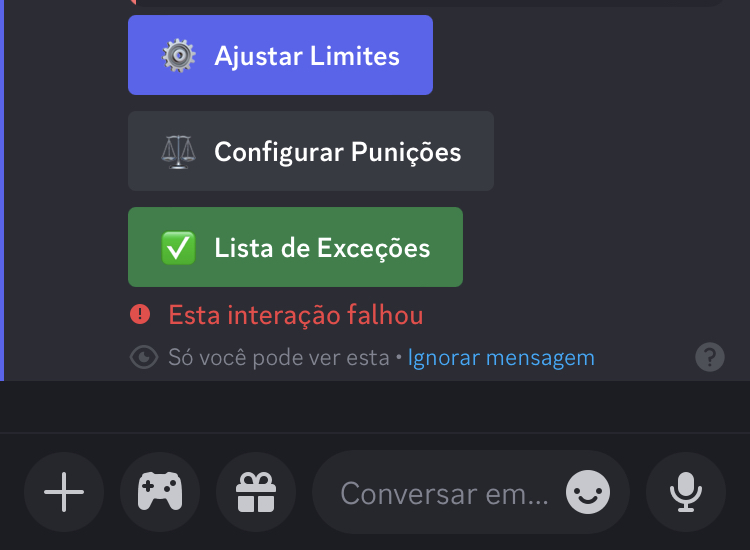 Ajustar Limites
Configurar Punições
Lista de Exceções
Esta interação falhou
Só você pode ver esta • Ignorar mensagem
Conversar em...